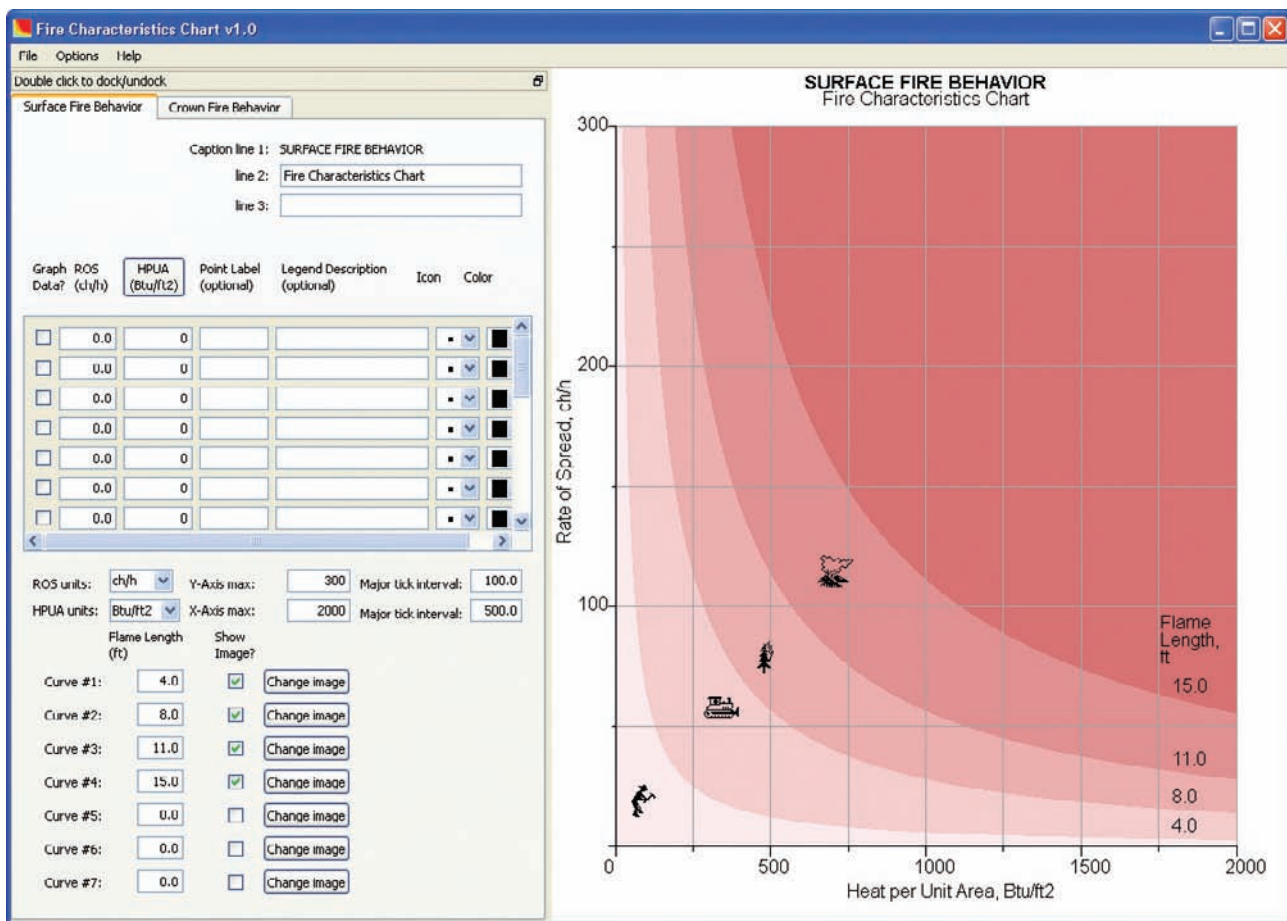 Fire Characteristics Chart v1.0
File Options Help
Double click to dock/undock
Surface Fire Behavior Crown Fire Behavior
Caption line 1: SURFACE FIRE BEHAVIOR
line 2: Fire Characteristics Chart
line 3:
Graph Data? ROS (ch/h) HPUA (Btu/ft2) Point Label (optional) Legend Description (optional) Icon Color
0.0 0
0.0 0
0.0 0
0.0 0
0.0 0
0.0 0
0.0 0
ROS units: ch/h Y-Axis max: 300 Major tick interval: 100.0
HPUA units: Btu/ft2 X-Axis max: 2000 Major tick interval: 500.0
Flame Length (ft) Show Image?
Curve #1: 4.0 Change image
Curve #2: 8.0 Change image
Curve #3: 11.0 Change image
Curve #4: 15.0 Change image
Curve #5: 0.0 Change image
Curve #6: 0.0 Change image
Curve #7: 0.0 Change image
SURFACE FIRE BEHAVIOR
Fire Characteristics Chart
300
200
100
Rate of Spread, ch/h
Flame
Length,
ft
15.0
11.0
8.0
4.0
0 500 1000 1500 2000
Heat per Unit Area, Btu/ft2